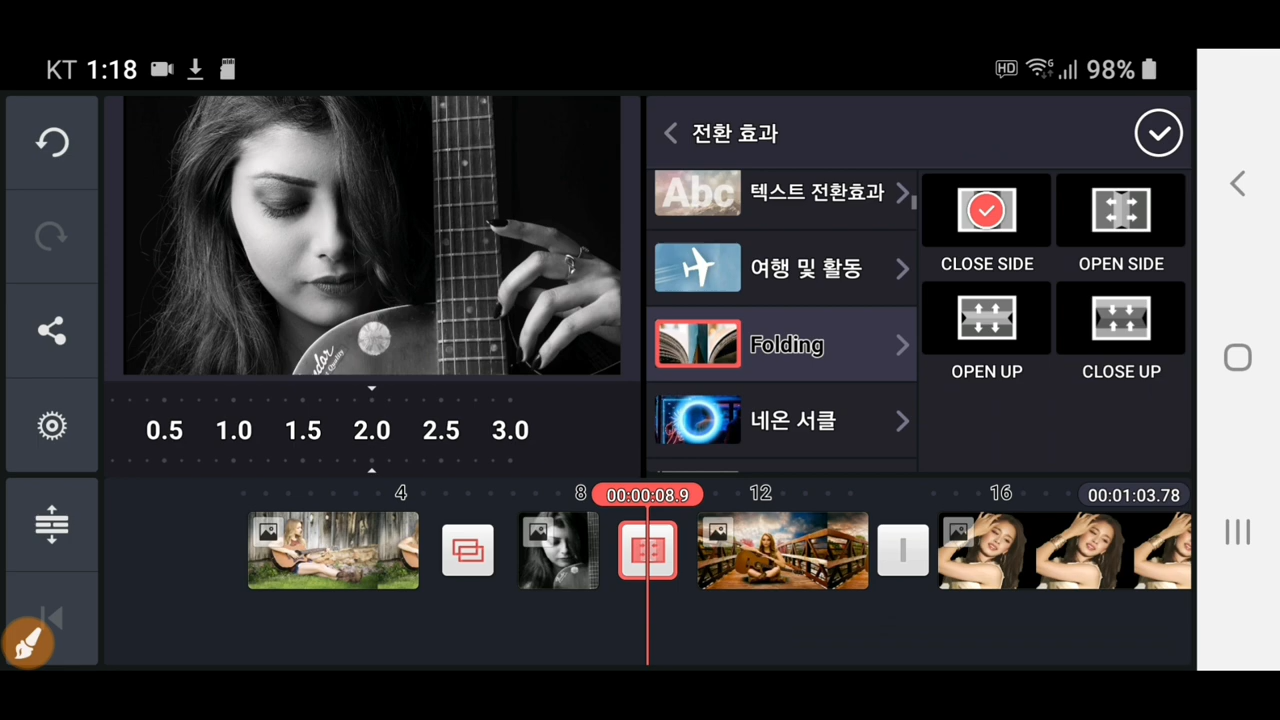 KT 1:18
HD 98%
전환 효과
Abc 텍스트 전환효과
여행 및 활동
Folding
네온 서클
CLOSE SIDE
OPEN SIDE
OPEN UP
CLOSE UP
0.5 1.0 1.5 2.0 2.5 3.0
4 8 00:00:08.9 12 16 00:01:03.78